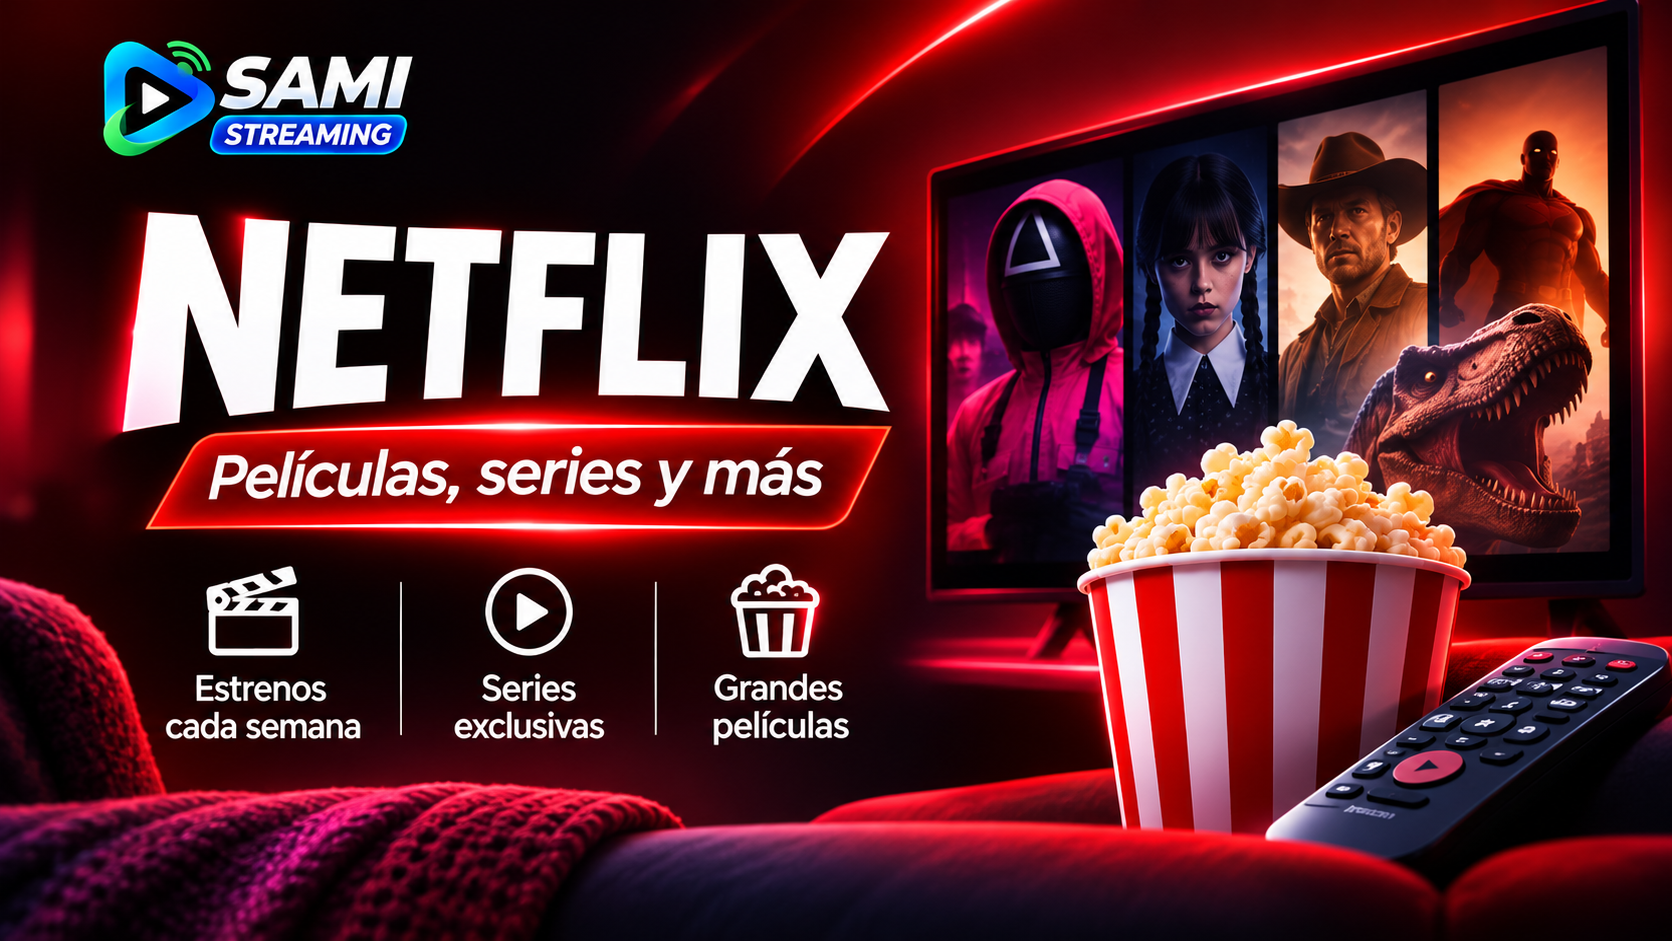 SAMI
STREAMING
NETFLIX
Películas, series y más
Estrenos
cada semana
Series
exclusivas
Grandes
películas